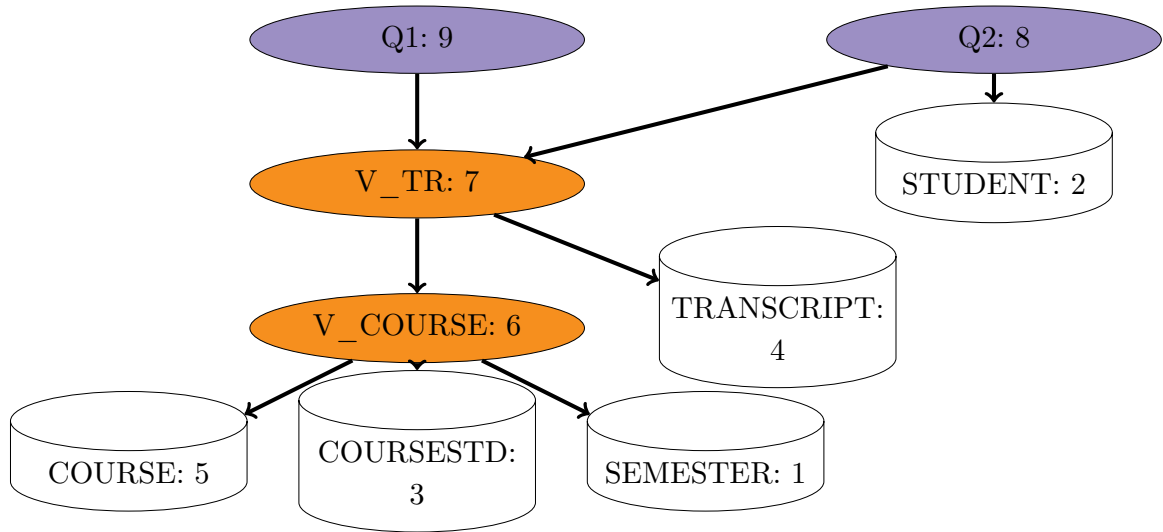 Q1: 9
Q2: 8
V_TR: 7
STUDENT: 2
TRANSCRIPT:
4
V_COURSE: 6
COURSE: 5
COURSESTD:
3
SEMESTER: 1